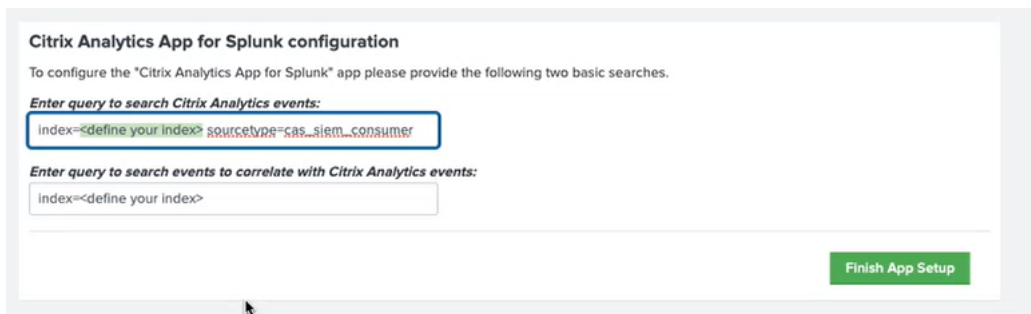 Citrix Analytics App for Splunk configuration
To configure the "Citrix Analytics App for Splunk" app please provide the following two basic searches.
Enter query to search Citrix Analytics events:
index=<define your index> sourcetype=cas_siem_consumer
Enter query to search events to correlate with Citrix Analytics events:
index=<define your index>
Finish App Setup